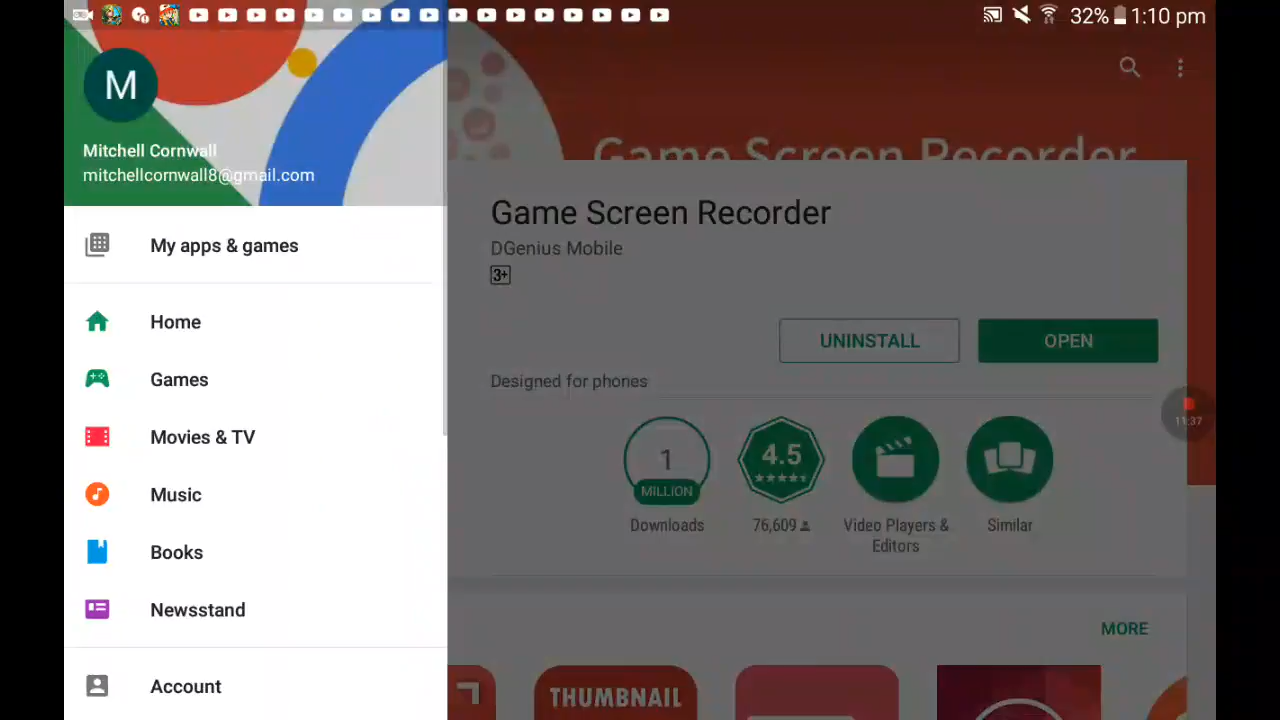 32% 1:10 pm
M
Mitchell Cornwall
mitchellcornwall8@gmail.com
My apps & games
Home
Games
Movies & TV
Music
Books
Newsstand
Account
Game Screen Recorder
Game Screen Recorder
DGenius Mobile
3+
UNINSTALL
OPEN
Designed for phones
11:37
1
MILLION
Downloads
4.5
76,609
Video Players &
Editors
Similar
MORE
THUMBNAIL